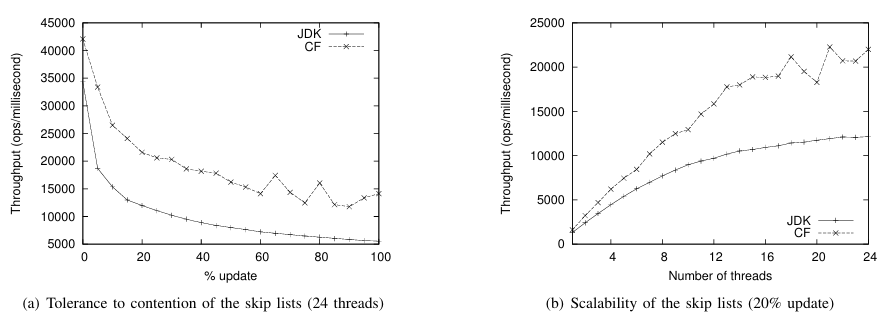 45000
40000
35000
30000
25000
20000
15000
10000
5000
Throughput (ops/millisecond)
JDK
CF
0 20 40 60 80 100
% update
(a) Tolerance to contention of the skip lists (24 threads)
25000
20000
15000
10000
5000
0
Throughput (ops/millisecond)
JDK
CF
4 8 12 16 20 24
Number of threads
(b) Scalability of the skip lists (20% update)